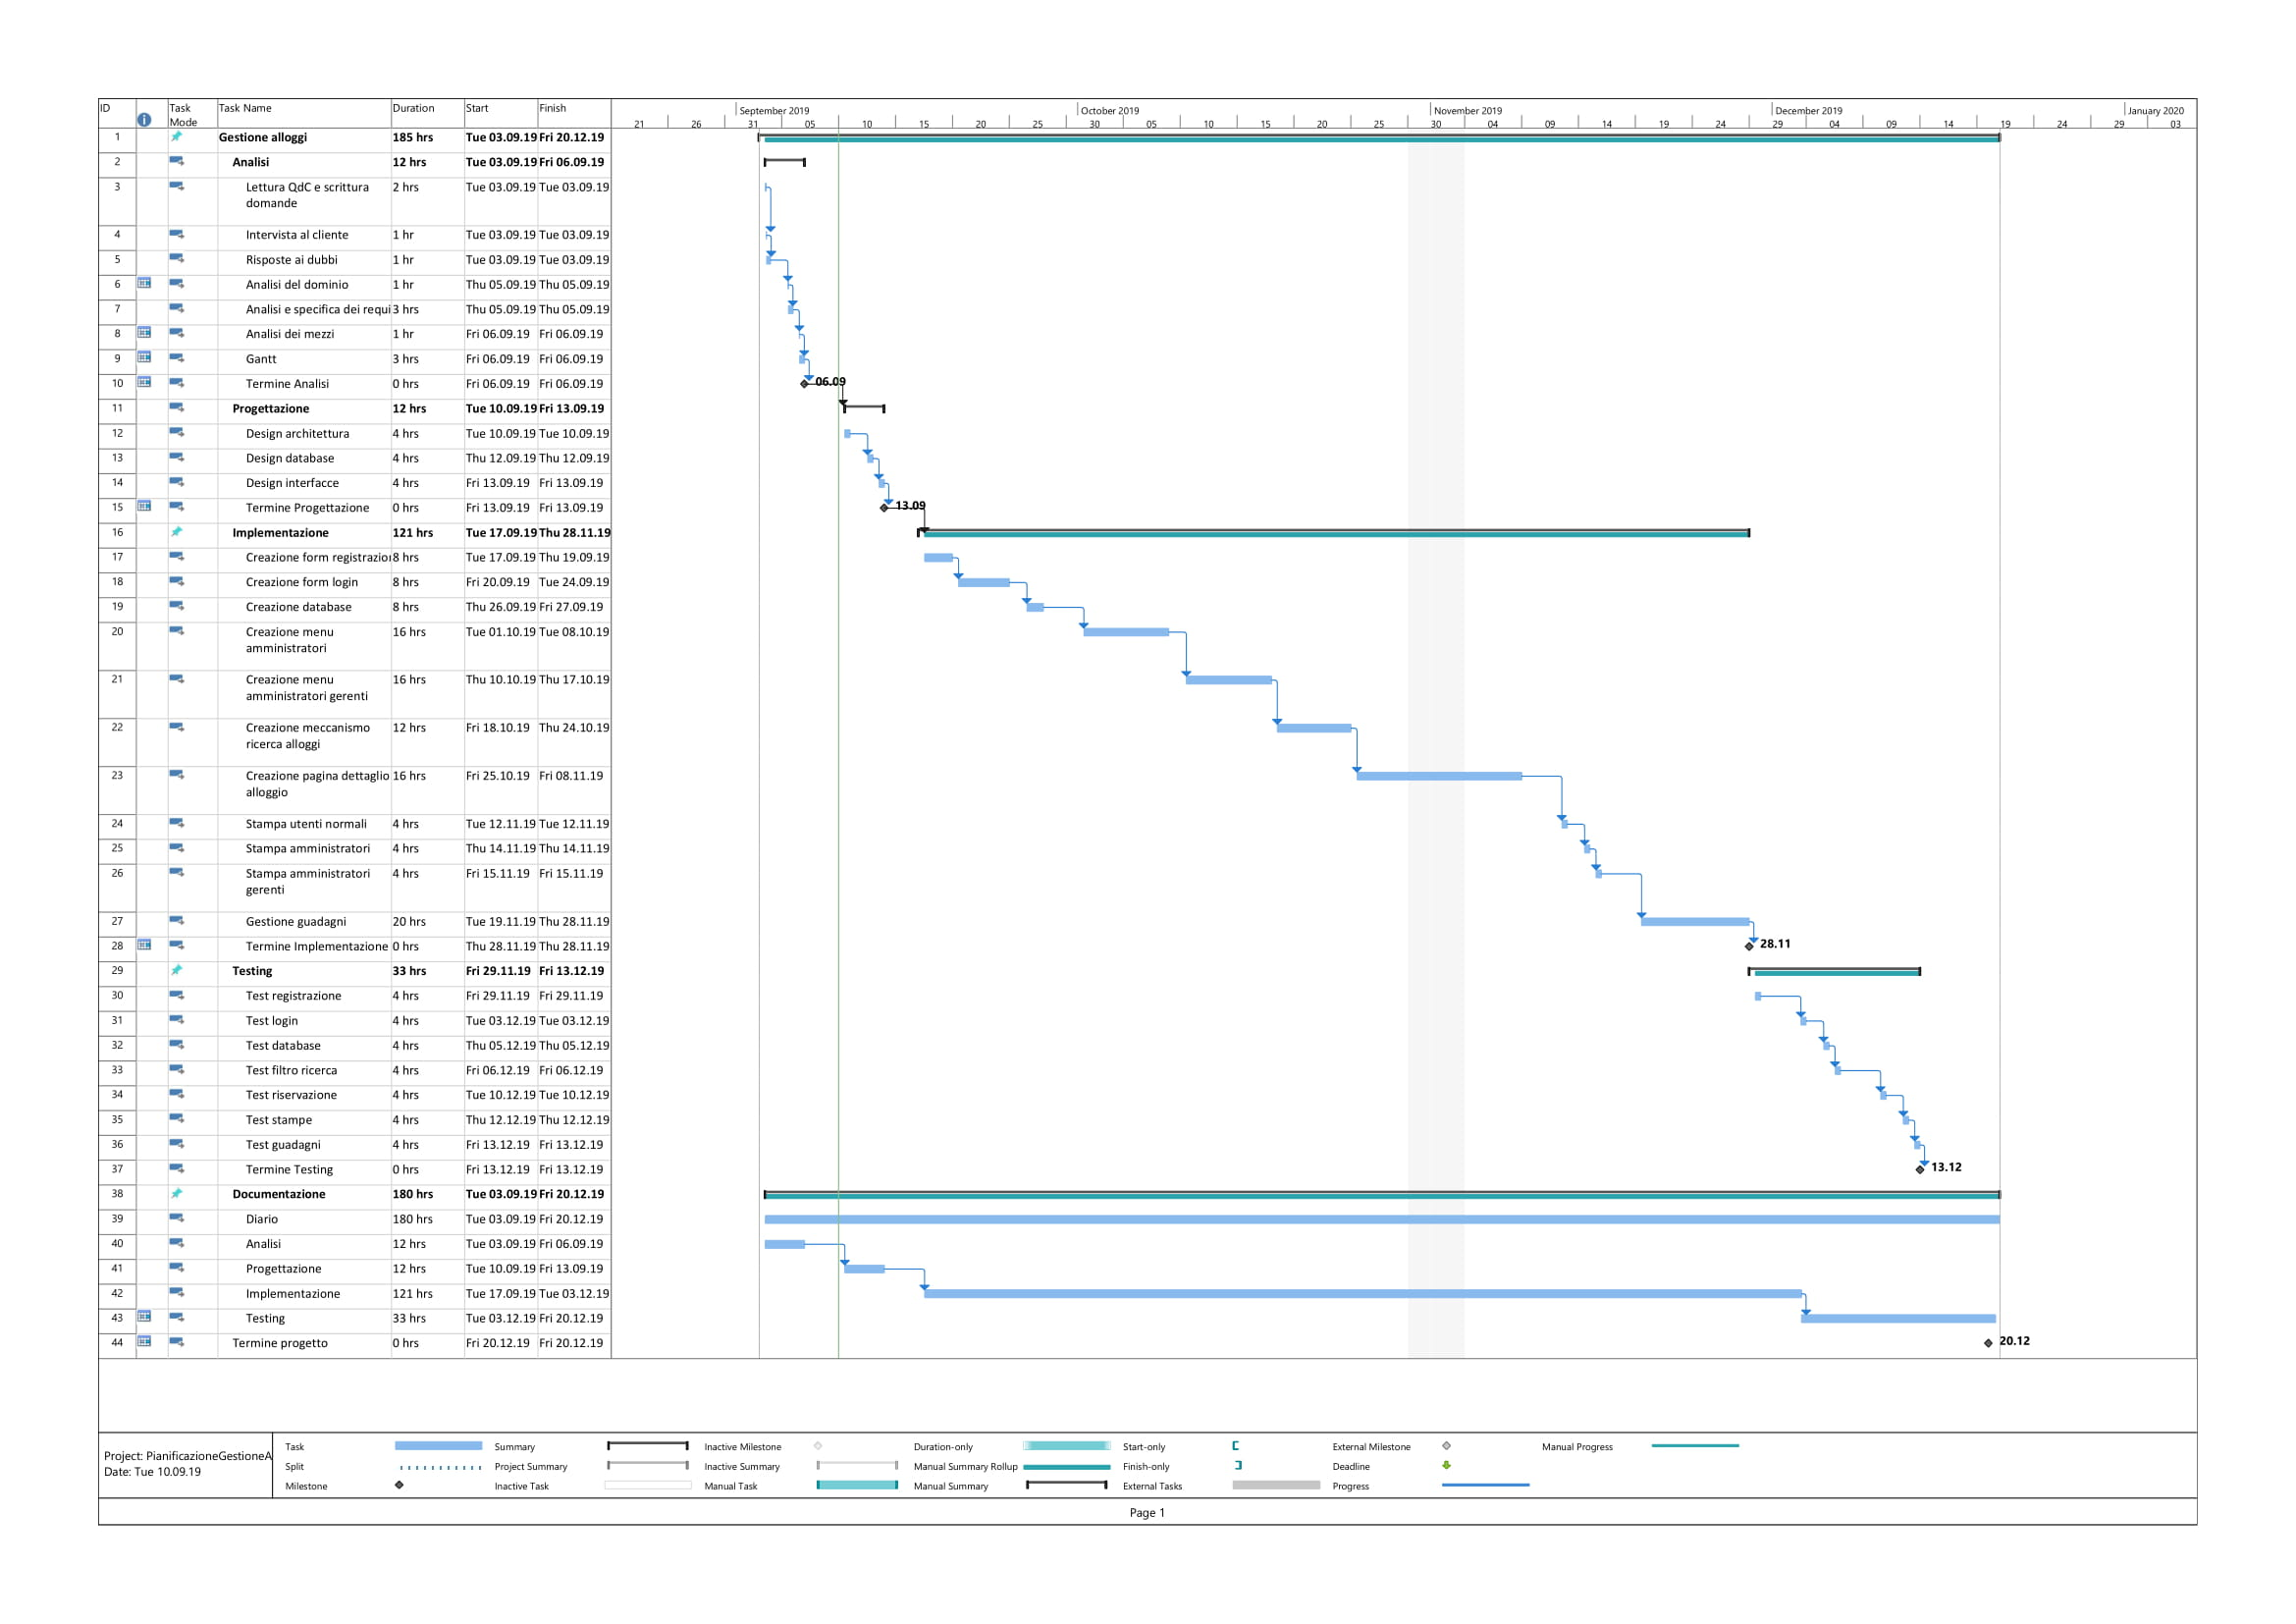 ID Task Mode Task Name Duration Start Finish
September 2019 October 2019 November 2019 December 2019 January 2020
21 26 31 05 10 15 20 25 30 05 10 15 20 25 30 04 09 14 19 24 29 04 09 14 19 24 29 03
1 Gestione alloggi 185 hrs Tue 03.09.19 Fri 20.12.19
2 Analisi 12 hrs Tue 03.09.19 Fri 06.09.19
3 Lettura QdC e scrittura 2 hrs Tue 03.09.19 Tue 03.09.19
domande
4 Intervista al cliente 1 hr Tue 03.09.19 Tue 03.09.19
5 Risposte ai dubbi 1 hr Tue 03.09.19 Tue 03.09.19
6 Analisi del dominio 1 hr Thu 05.09.19 Thu 05.09.19
7 Analisi e specifica dei requi 3 hrs Thu 05.09.19 Thu 05.09.19
8 Analisi dei mezzi 1 hr Fri 06.09.19 Fri 06.09.19
9 Gantt 3 hrs Fri 06.09.19 Fri 06.09.19
10 Termine Analisi 0 hrs Fri 06.09.19 Fri 06.09.19 06.09
11 Progettazione 12 hrs Tue 10.09.19 Fri 13.09.19
12 Design architettura 4 hrs Tue 10.09.19 Tue 10.09.19
13 Design database 4 hrs Thu 12.09.19 Thu 12.09.19
14 Design interfacce 4 hrs Fri 13.09.19 Fri 13.09.19
15 Termine Progettazione 0 hrs Fri 13.09.19 Fri 13.09.19 13.09
16 Implementazione 121 hrs Tue 17.09.19 Thu 28.11.19
17 Creazione form registrazio 8 hrs Tue 17.09.19 Thu 19.09.19
18 Creazione form login 8 hrs Fri 20.09.19 Tue 24.09.19
19 Creazione database 8 hrs Thu 26.09.19 Fri 27.09.19
20 Creazione menu 16 hrs Tue 01.10.19 Tue 08.10.19
amministratori
21 Creazione menu 16 hrs Thu 10.10.19 Thu 17.10.19
amministratori gerenti
22 Creazione meccanismo 12 hrs Fri 18.10.19 Thu 24.10.19
ricerca alloggi
23 Creazione pagina dettaglio 16 hrs Fri 25.10.19 Fri 08.11.19
alloggio
24 Stampa utenti normali 4 hrs Tue 12.11.19 Tue 12.11.19
25 Stampa amministratori 4 hrs Thu 14.11.19 Thu 14.11.19
26 Stampa amministratori 4 hrs Fri 15.11.19 Fri 15.11.19
gerenti
27 Gestione guadagni 20 hrs Tue 19.11.19 Thu 28.11.19
28 Termine Implementazione 0 hrs Thu 28.11.19 Thu 28.11.19 28.11
29 Testing 33 hrs Fri 29.11.19 Fri 13.12.19
30 Test registrazione 4 hrs Fri 29.11.19 Fri 29.11.19
31 Test login 4 hrs Tue 03.12.19 Tue 03.12.19
32 Test database 4 hrs Thu 05.12.19 Thu 05.12.19
33 Test filtro ricerca 4 hrs Fri 06.12.19 Fri 06.12.19
34 Test riservazione 4 hrs Tue 10.12.19 Tue 10.12.19
35 Test stampe 4 hrs Thu 12.12.19 Thu 12.12.19
36 Test guadagni 4 hrs Fri 13.12.19 Fri 13.12.19
37 Termine Testing 0 hrs Fri 13.12.19 Fri 13.12.19 13.12
38 Documentazione 180 hrs Tue 03.09.19 Fri 20.12.19
39 Diario 180 hrs Tue 03.09.19 Fri 20.12.19
40 Analisi 12 hrs Tue 03.09.19 Fri 06.09.19
41 Progettazione 12 hrs Tue 10.09.19 Fri 13.09.19
42 Implementazione 121 hrs Tue 17.09.19 Tue 03.12.19
43 Testing 33 hrs Tue 03.12.19 Fri 20.12.19
44 Termine progetto 0 hrs Fri 20.12.19 Fri 20.12.19 20.12
Project: PianificazioneGestioneA
Date: Tue 10.09.19
Task Summary Inactive Milestone Duration-only Start-only External Milestone Manual Progress
Split Project Summary Inactive Summary Manual Summary Rollup Finish-only Deadline
Milestone Inactive Task Manual Task Manual Summary External Tasks Progress
Page 1